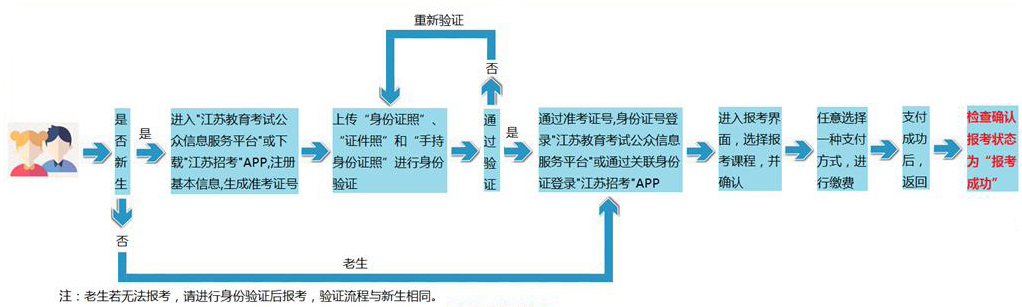 重新验证
否
是否新生
是
进入"江苏教育考试公
众信息服务平台"或下
载"江苏招考"APP,注册
基本信息,生成准考证号
上传“身份证照”、
“证件照”和“手持
身份证照”进行身份
验证
通过验证
是
通过准考证号,身份证号登
录"江苏教育考试公众信息
服务平台"或通过关联身份
证登录"江苏招考"APP
进入报考界
面，选择报
考课程，并
确认
任意选择
一种支付
方式，进
行缴费
支付
成功
后，
返回
检查确认
报考状态
为“报考
成功”
否
老生
注：老生若无法报考，请进行身份验证后报考，验证流程与新生相同。